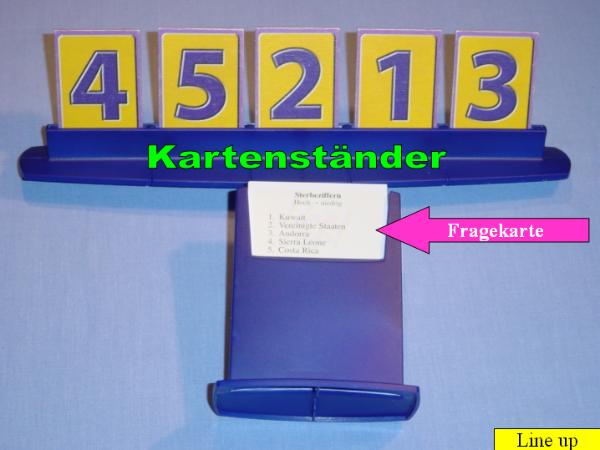 4 5 2 1 3
Kartenständer
Sterbeziffern
Hoch → niedrig
1. Kuwait
2. Vereinigte Staaten
3. Andorra
4. Sierra Leone
5. Costa Rica
Fragekarte
Line up